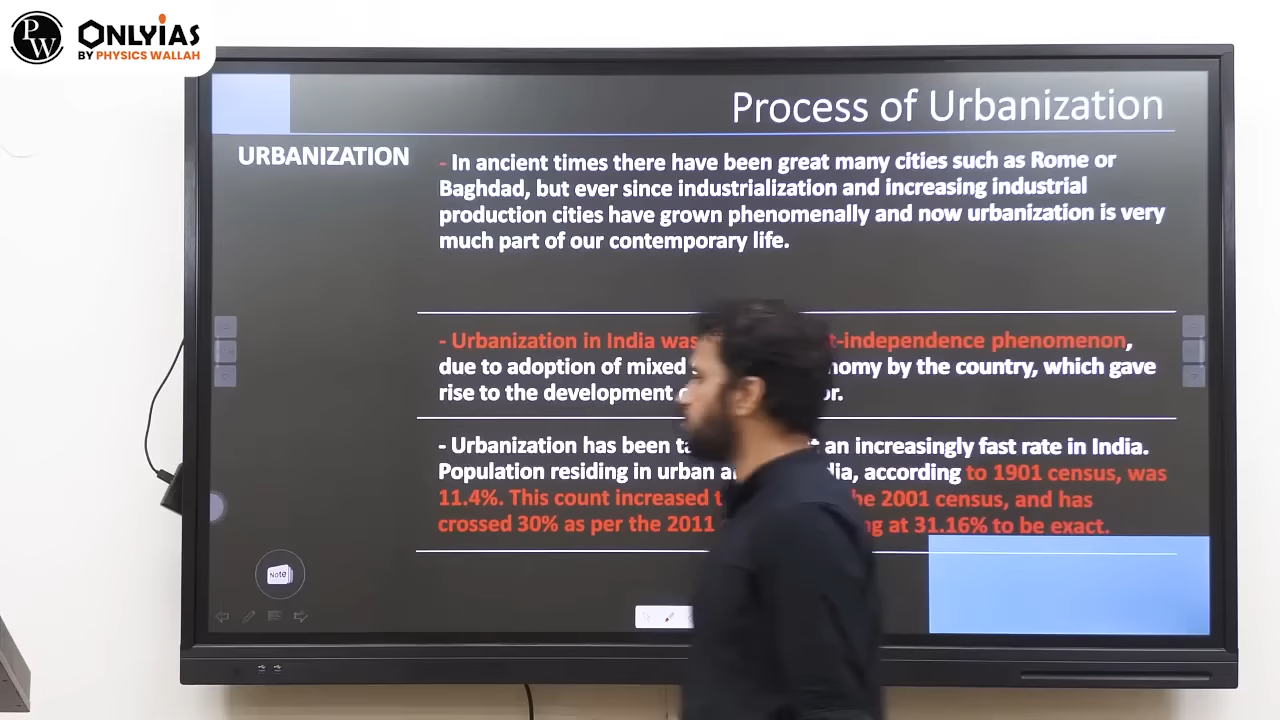 PW
ONLYIAS
BY PHYSICS WALLAH
Process of Urbanization
URBANIZATION
- In ancient times there have been great many cities such as Rome or
Baghdad, but ever since industrialization and increasing industrial
production cities have grown phenomenally and now urbanization is very
much part of our contemporary life.
- Urbanization in India was t-independence phenomenon,
due to adoption of mixed nomy by the country, which gave
rise to the development or.
- Urbanization has been ta t an increasingly fast rate in India.
Population residing in urban a dia, according to 1901 census, was
11.4%. This count increased t he 2001 census, and has
crossed 30% as per the 2011 ng at 31.16% to be exact.
Note